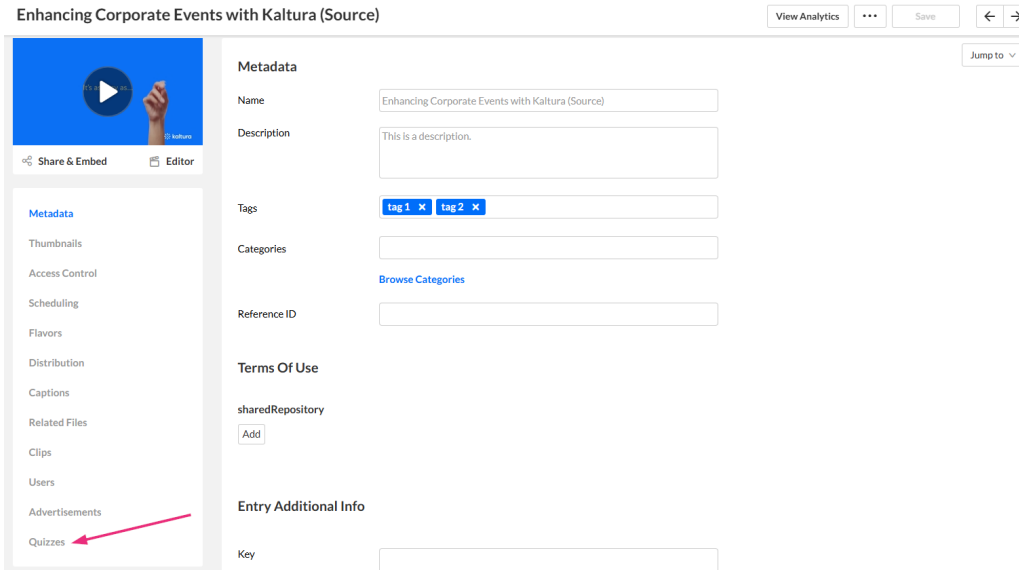 Enhancing Corporate Events with Kaltura (Source)
View Analytics
•••
Save
Jump to
It's as as...
kaltura
Share & Embed
Editor
Metadata
Thumbnails
Access Control
Scheduling
Flavors
Distribution
Captions
Related Files
Clips
Users
Advertisements
Quizzes
Metadata
Name
Enhancing Corporate Events with Kaltura (Source)
Description
This is a description.
Tags
tag 1 ×
tag 2 ×
Categories
Browse Categories
Reference ID
Terms Of Use
sharedRepository
Add
Entry Additional Info
Key